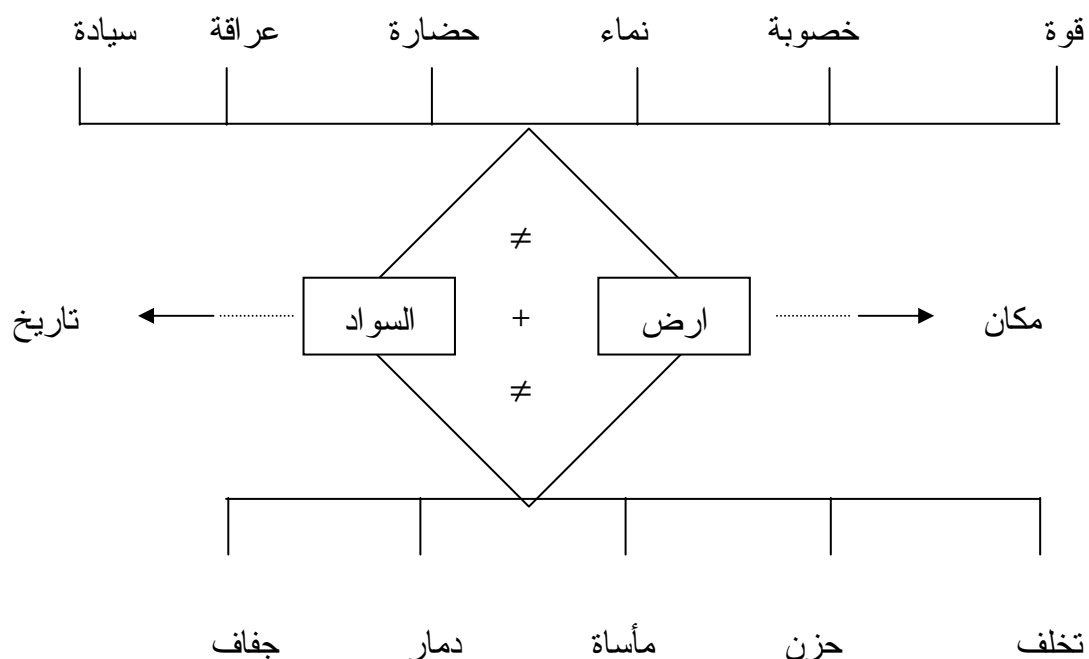 قوة خصوبة نماء حضارة عراقة سيادة
≠
مكان ارض + السواد تاريخ
≠
تخلف حزن مأساة دمار جفاف